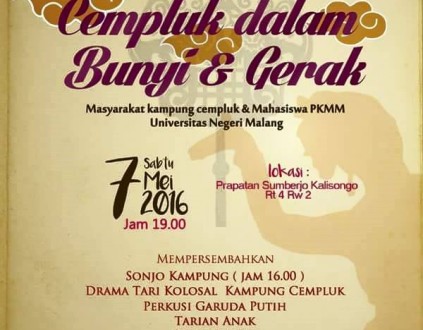 Cempluk dalam
Bunyi & Gerak
Masyarakat kampung cempluk & Mahasiswa PKMM
Universitas Negeri Malang
7 Sabtu
Mei
2016
Jam 19.00
lokasi :
Prapatan Sumberjo Kalisongo
Rt 4 Rw 2
Mempersembahkan
Sonjo Kampung ( jam 16.00 )
Drama Tari Kolosal Kampung Cempluk
Perkusi Garuda Putih
Tarian Anak